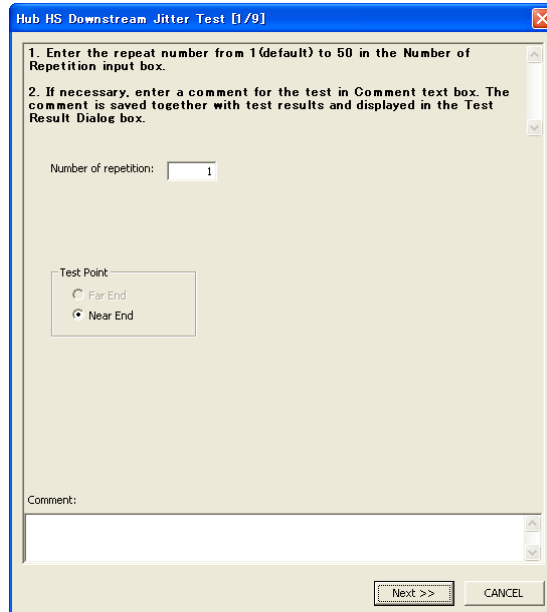 Hub HS Downstream Jitter Test [1/9]
1. Enter the repeat number from 1(default) to 50 in the Number of
Repetition input box.
2. If necessary, enter a comment for the test in Comment text box. The
comment is saved together with test results and displayed in the Test
Result Dialog box.
Number of repetition: 1
Test Point
Far End
Near End
Comment:
Next >> CANCEL